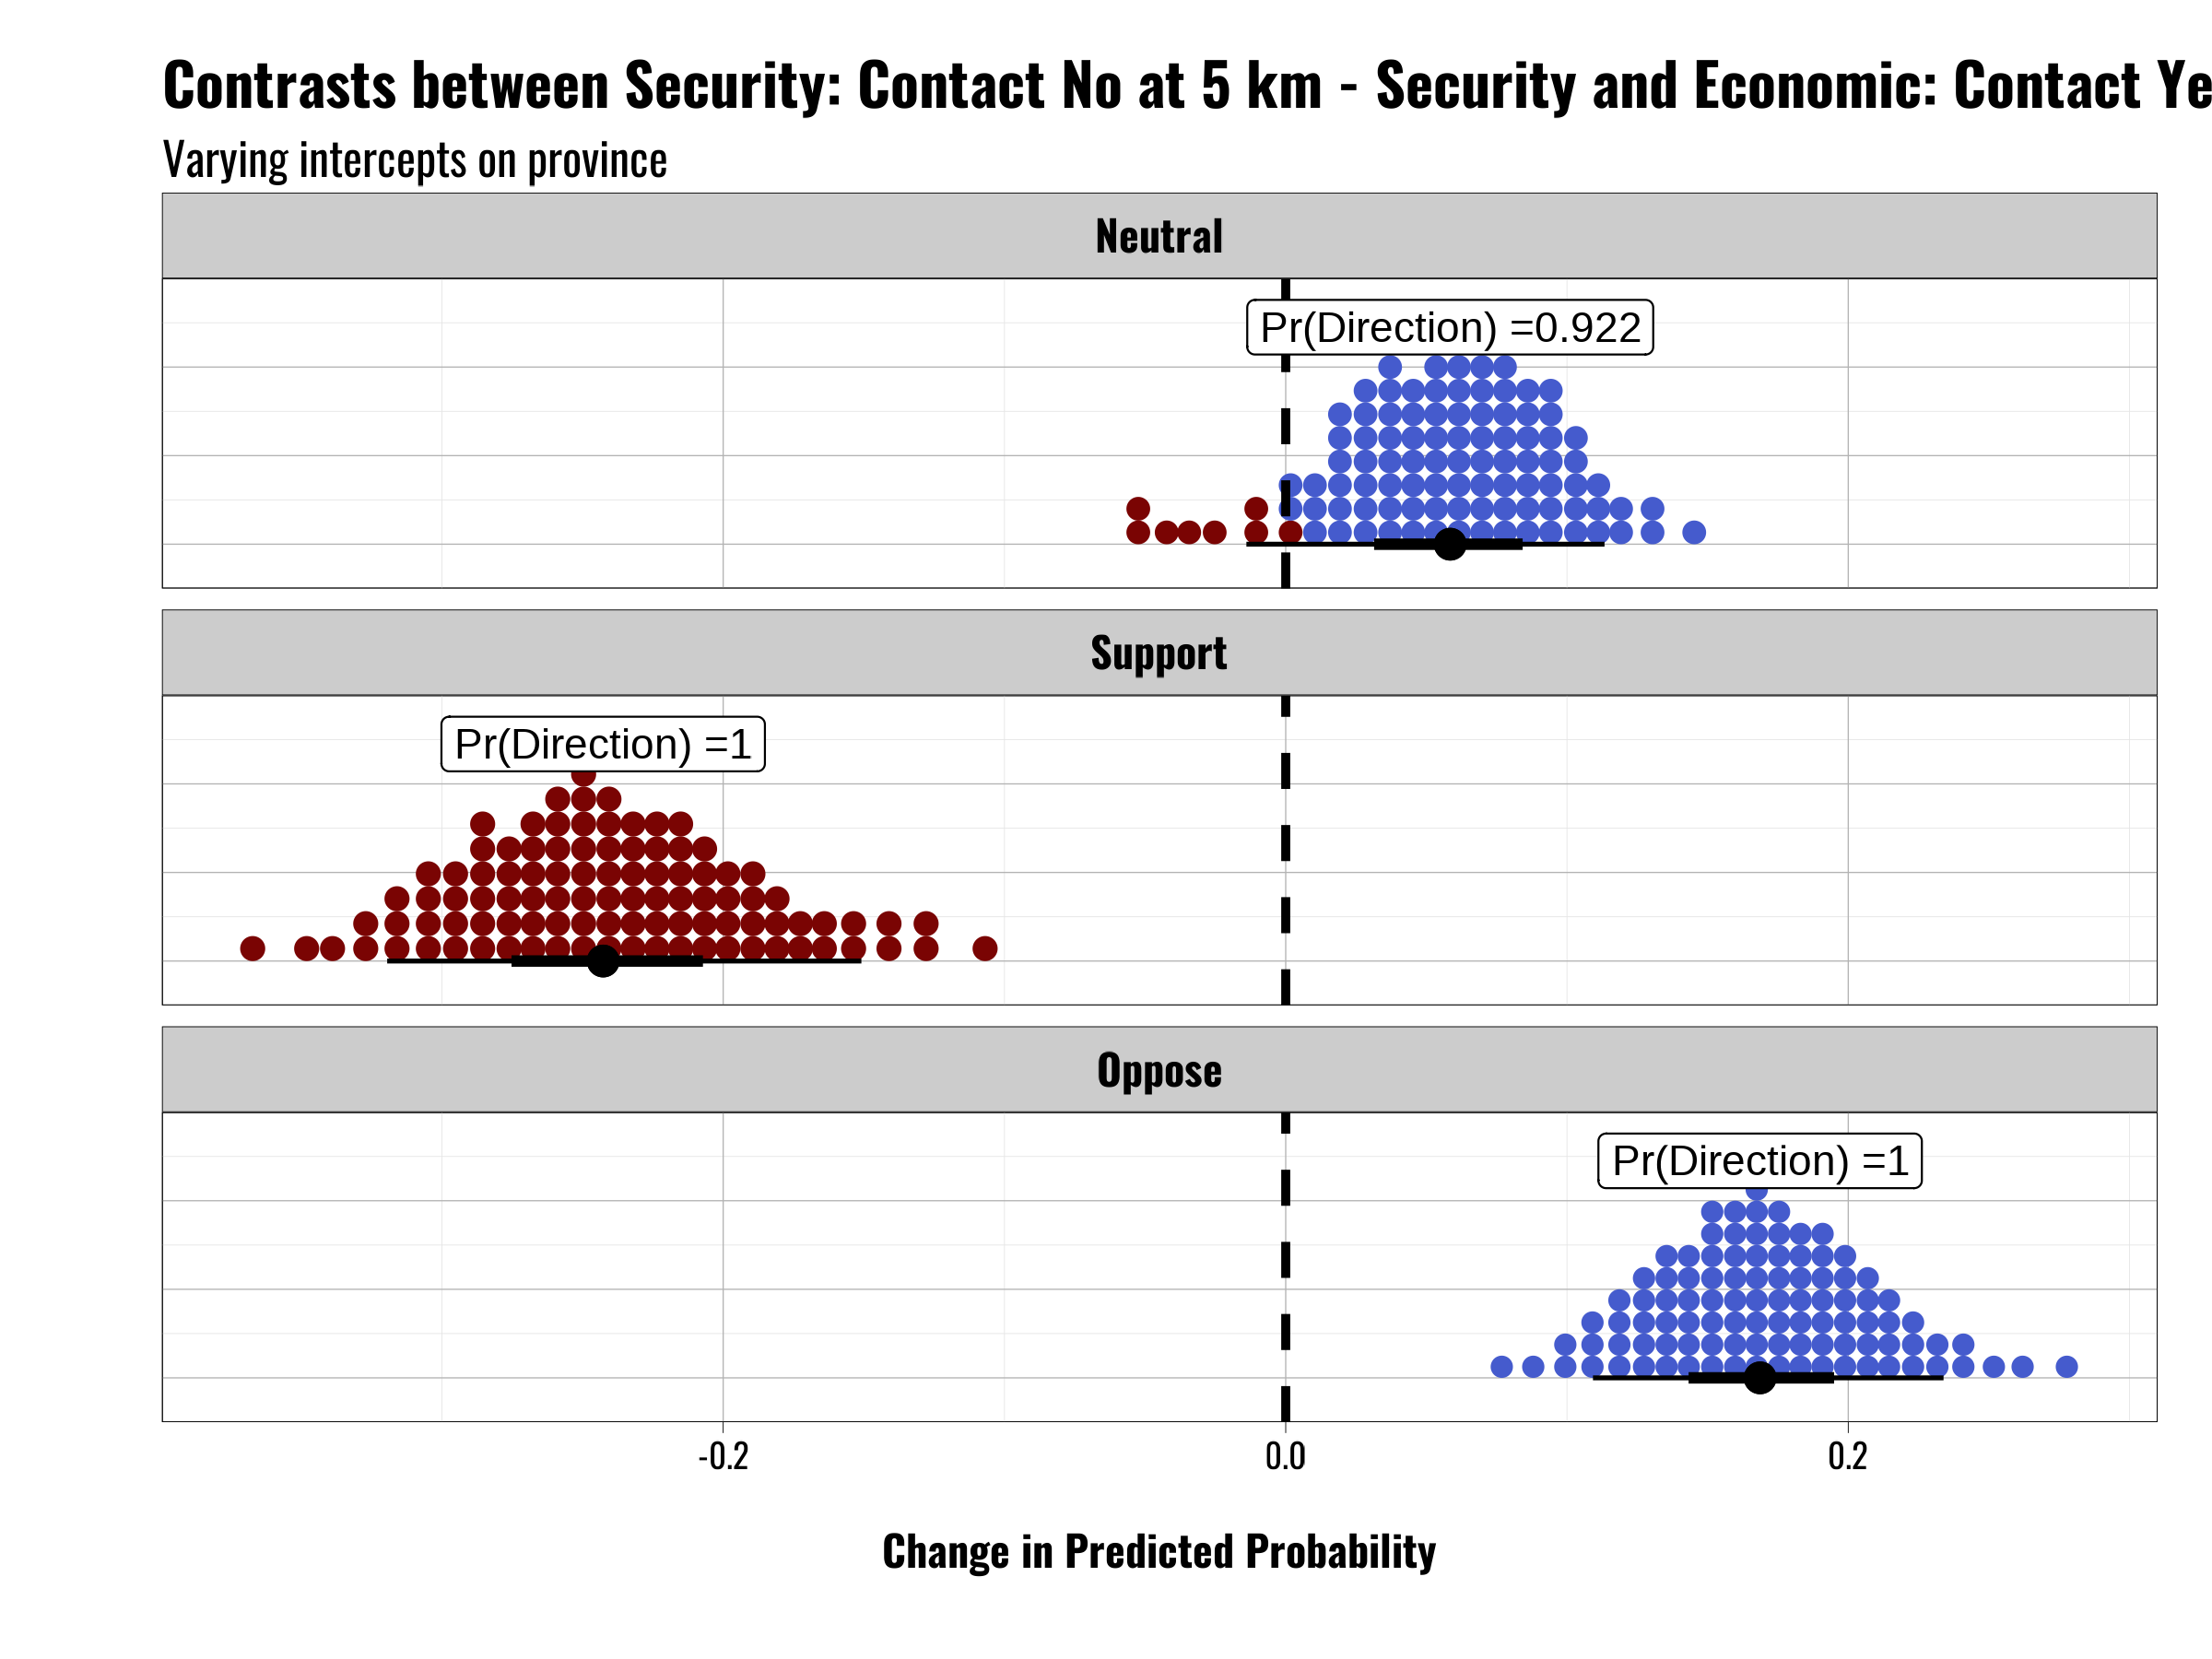 Contrasts between Security: Contact No at 5 km - Security and Economic: Contact Ye
Varying intercepts on province
Neutral
Pr(Direction) =0.922
Support
Pr(Direction) =1
Oppose
Pr(Direction) =1
-0.2 0.0 0.2
Change in Predicted Probability